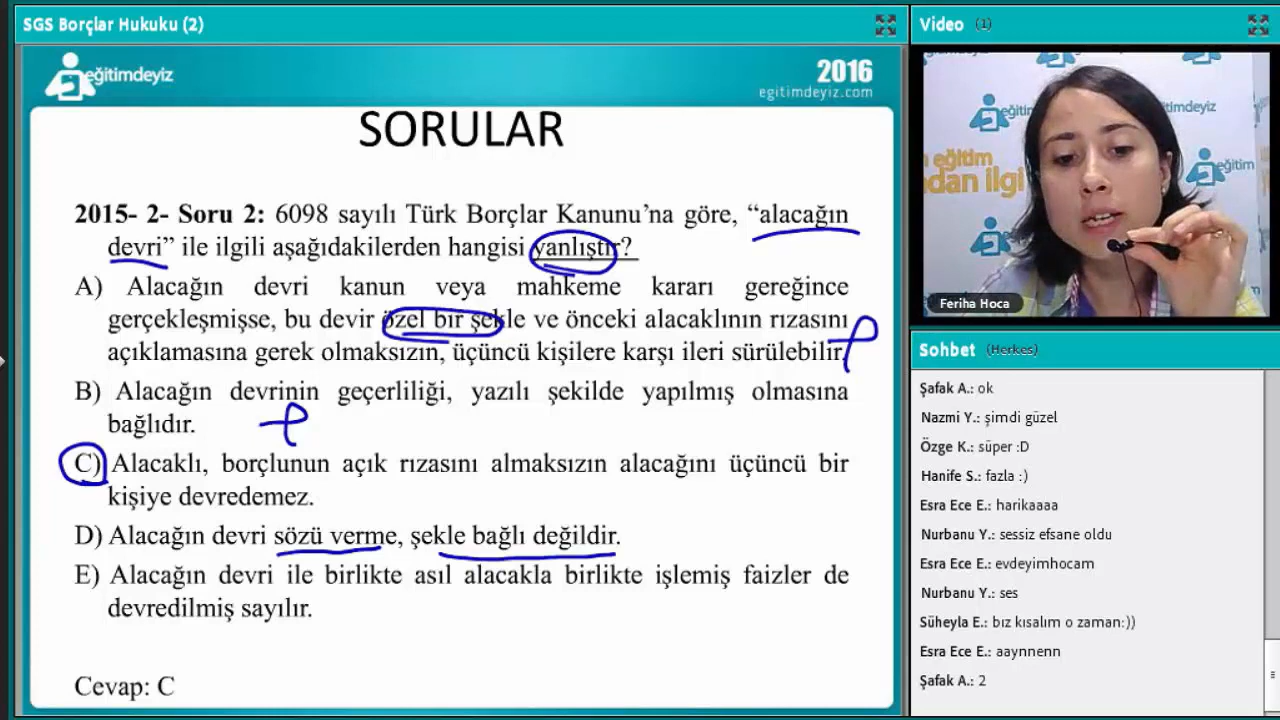 SGS Borçlar Hukuku (2)
eğitimdeyiz
2016
egitimdeyiz.com
SORULAR
2015- 2- Soru 2: 6098 sayılı Türk Borçlar Kanunu’na göre, “alacağın
devri” ile ilgili aşağıdakilerden hangisi yanlıştır?
A) Alacağın devri kanun veya mahkeme kararı gereğince
gerçekleşmişse, bu devir özel bir şekle ve önceki alacaklının rızasını
açıklamasına gerek olmaksızın, üçüncü kişilere karşı ileri sürülebilir.
B) Alacağın devrinin geçerliliği, yazılı şekilde yapılmış olmasına
bağlıdır.
C) Alacaklı, borçlunun açık rızasını almaksızın alacağını üçüncü bir
kişiye devredemez.
D) Alacağın devri sözü verme, şekle bağlı değildir.
E) Alacağın devri ile birlikte asıl alacakla birlikte işlemiş faizler de
devredilmiş sayılır.
Cevap: C
Video (1)
eğitim
eğitim
ndan ilgi
itimdeyiz
eğitim
Feriha Hoca
Sohbet (Herkes)
Şafak A.: ok
Nazmi Y.: şimdi güzel
Özge K.: süper :D
Hanife S.: fazla :)
Esra Ece E.: harikaaaa
Nurbanu Y.: sessiz efsane oldu
Esra Ece E.: evdeyimhocam
Nurbanu Y.: ses
Süheyla E.: bız kısalım o zaman:))
Esra Ece E.: aaynnenn
Şafak A.: 2